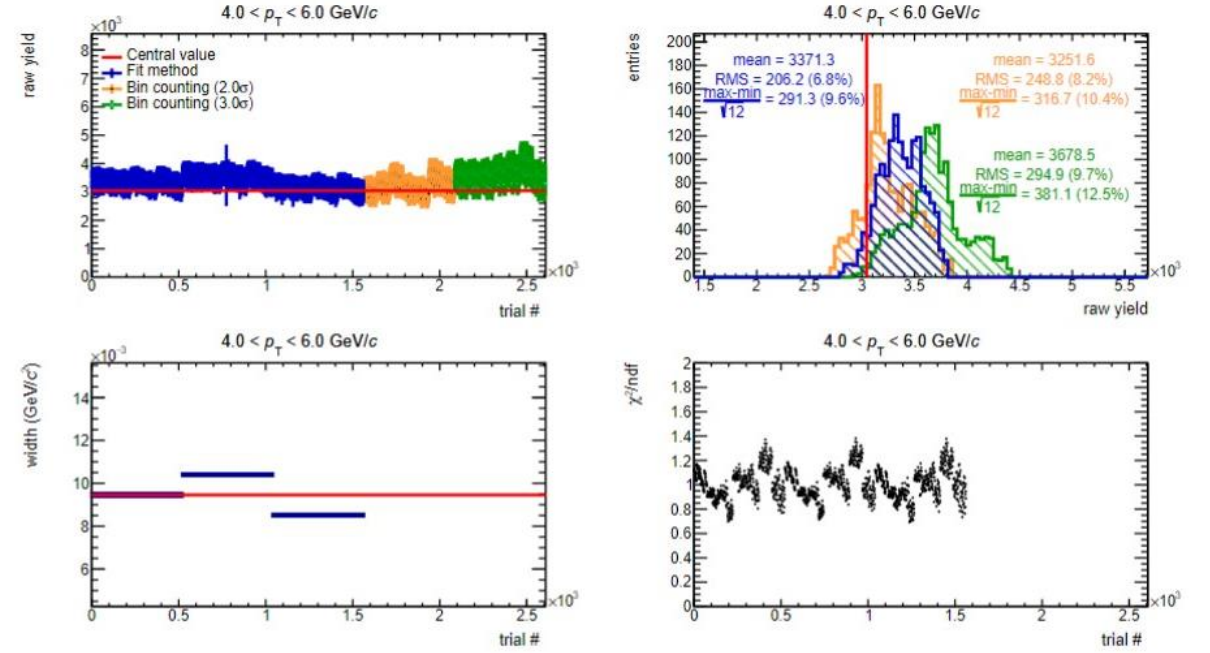 4.0 < p_T < 6.0 GeV/c
×10³
raw yield
8
7
6
5
4
3
2
1
0
Central value
Fit method
Bin counting (2.0σ)
Bin counting (3.0σ)
0 0.5 1 1.5 2 2.5
×10³
trial #
4.0 < p_T < 6.0 GeV/c
entries
200
180
160
140
120
100
80
60
40
20
0
mean = 3371.3
RMS = 206.2 (6.8%)
max-min/√12 = 291.3 (9.6%)
mean = 3251.6
RMS = 248.8 (8.2%)
max-min/√12 = 316.7 (10.4%)
mean = 3678.5
RMS = 294.9 (9.7%)
max-min/√12 = 381.1 (12.5%)
1.5 2 2.5 3 3.5 4 4.5 5 5.5
×10³
raw yield
4.0 < p_T < 6.0 GeV/c
×10⁻³
width (GeV/c²)
14
12
10
8
6
0 0.5 1 1.5 2 2.5
×10³
trial #
4.0 < p_T < 6.0 GeV/c
χ²/ndf
2
1.8
1.6
1.4
1.2
1
0.8
0.6
0.4
0.2
0
0 0.5 1 1.5 2 2.5
×10³
trial #